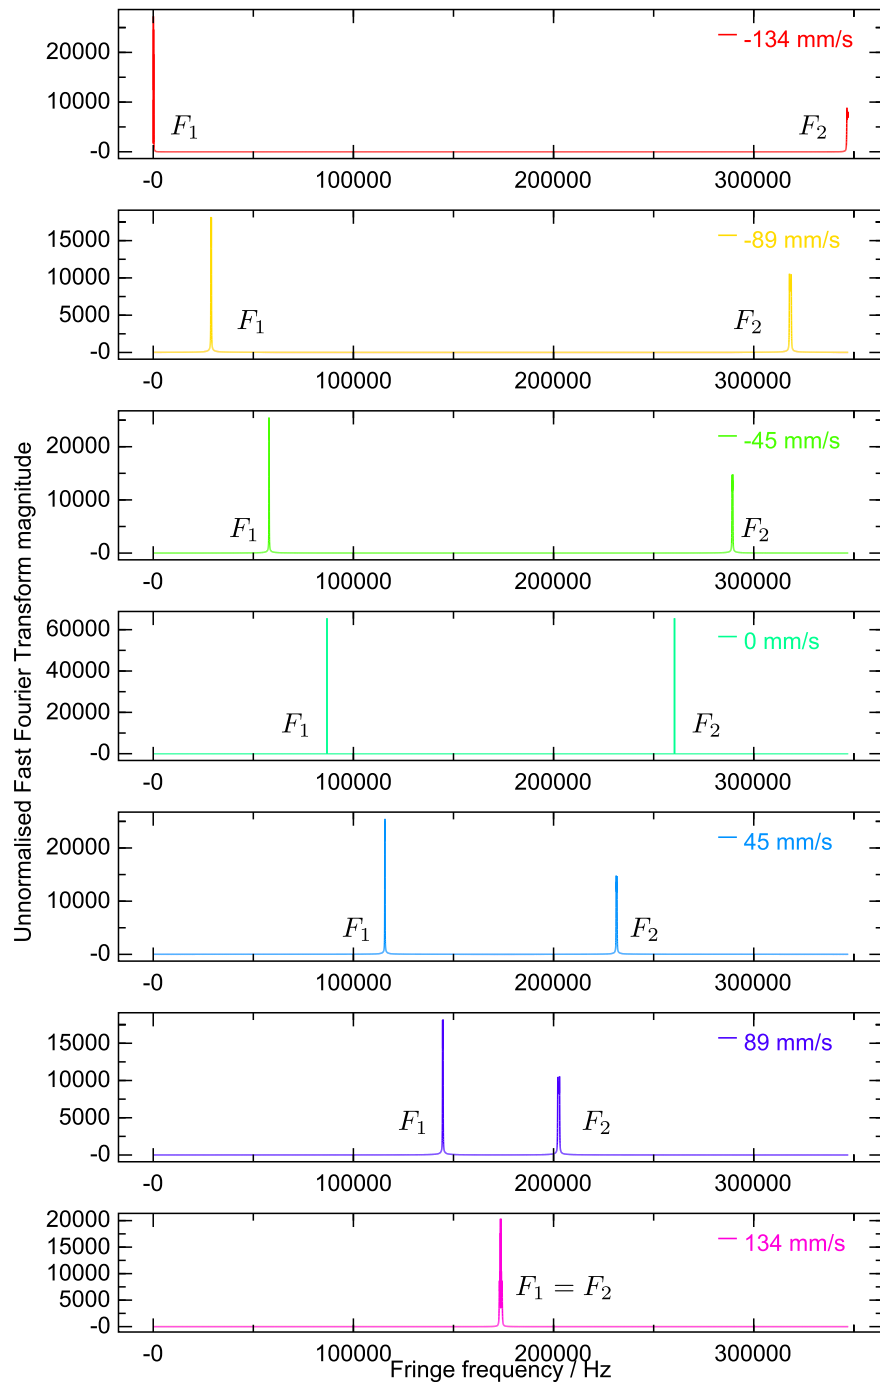 Unnormalised Fast Fourier Transform magnitude
20000
10000
-0
-134 mm/s
F₁
F₂
-0 100000 200000 300000
15000
10000
5000
-0
-89 mm/s
F₁
F₂
-0 100000 200000 300000
20000
10000
-0
-45 mm/s
F₁
F₂
-0 100000 200000 300000
60000
40000
20000
-0
0 mm/s
F₁
F₂
-0 100000 200000 300000
20000
10000
-0
45 mm/s
F₁
F₂
-0 100000 200000 300000
15000
10000
5000
-0
89 mm/s
F₁
F₂
-0 100000 200000 300000
20000
15000
10000
5000
-0
134 mm/s
F₁ = F₂
-0 100000 200000 300000
Fringe frequency / Hz